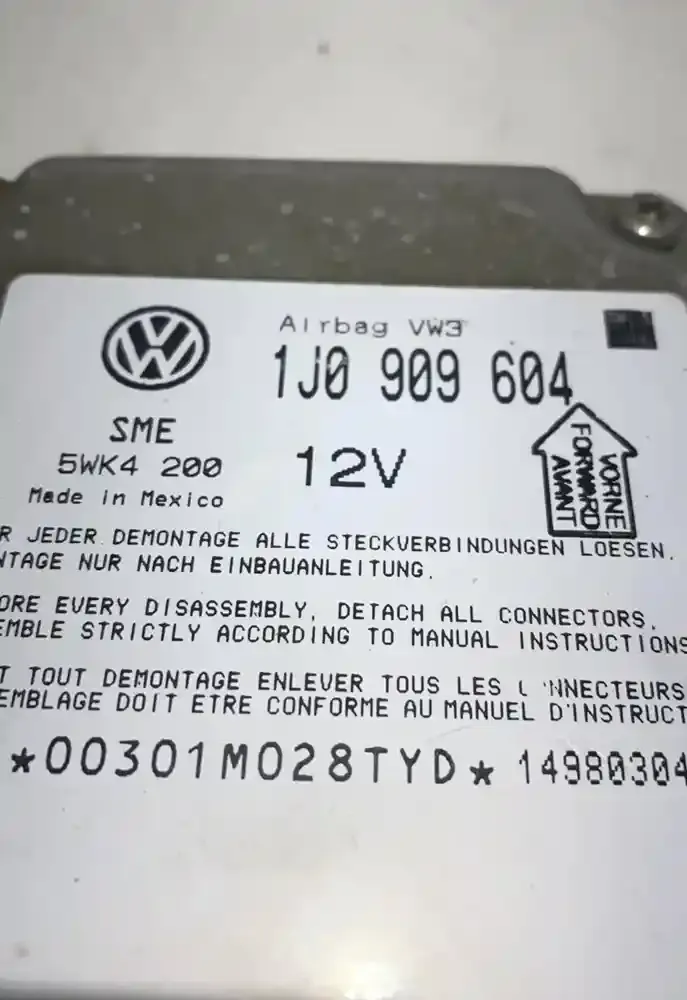 Airbag VW3
1J0 909 604
SME
5WK4 200
12V
Made in Mexico
VORNE
FORWARD
AVANT
R JEDER DEMONTAGE ALLE STECKVERBINDUNGEN LOESEN.
NTAGE NUR NACH EINBAUANLEITUNG.
ORE EVERY DISASSEMBLY, DETACH ALL CONNECTORS.
EMBLE STRICTLY ACCORDING TO MANUAL INSTRUCTIONS
T TOUT DEMONTAGE ENLEVER TOUS LES
EMBLAGE DOIT ETRE CONFORME AU MANUEL D'INSTRUCT
*00301M028TYD* 14980304